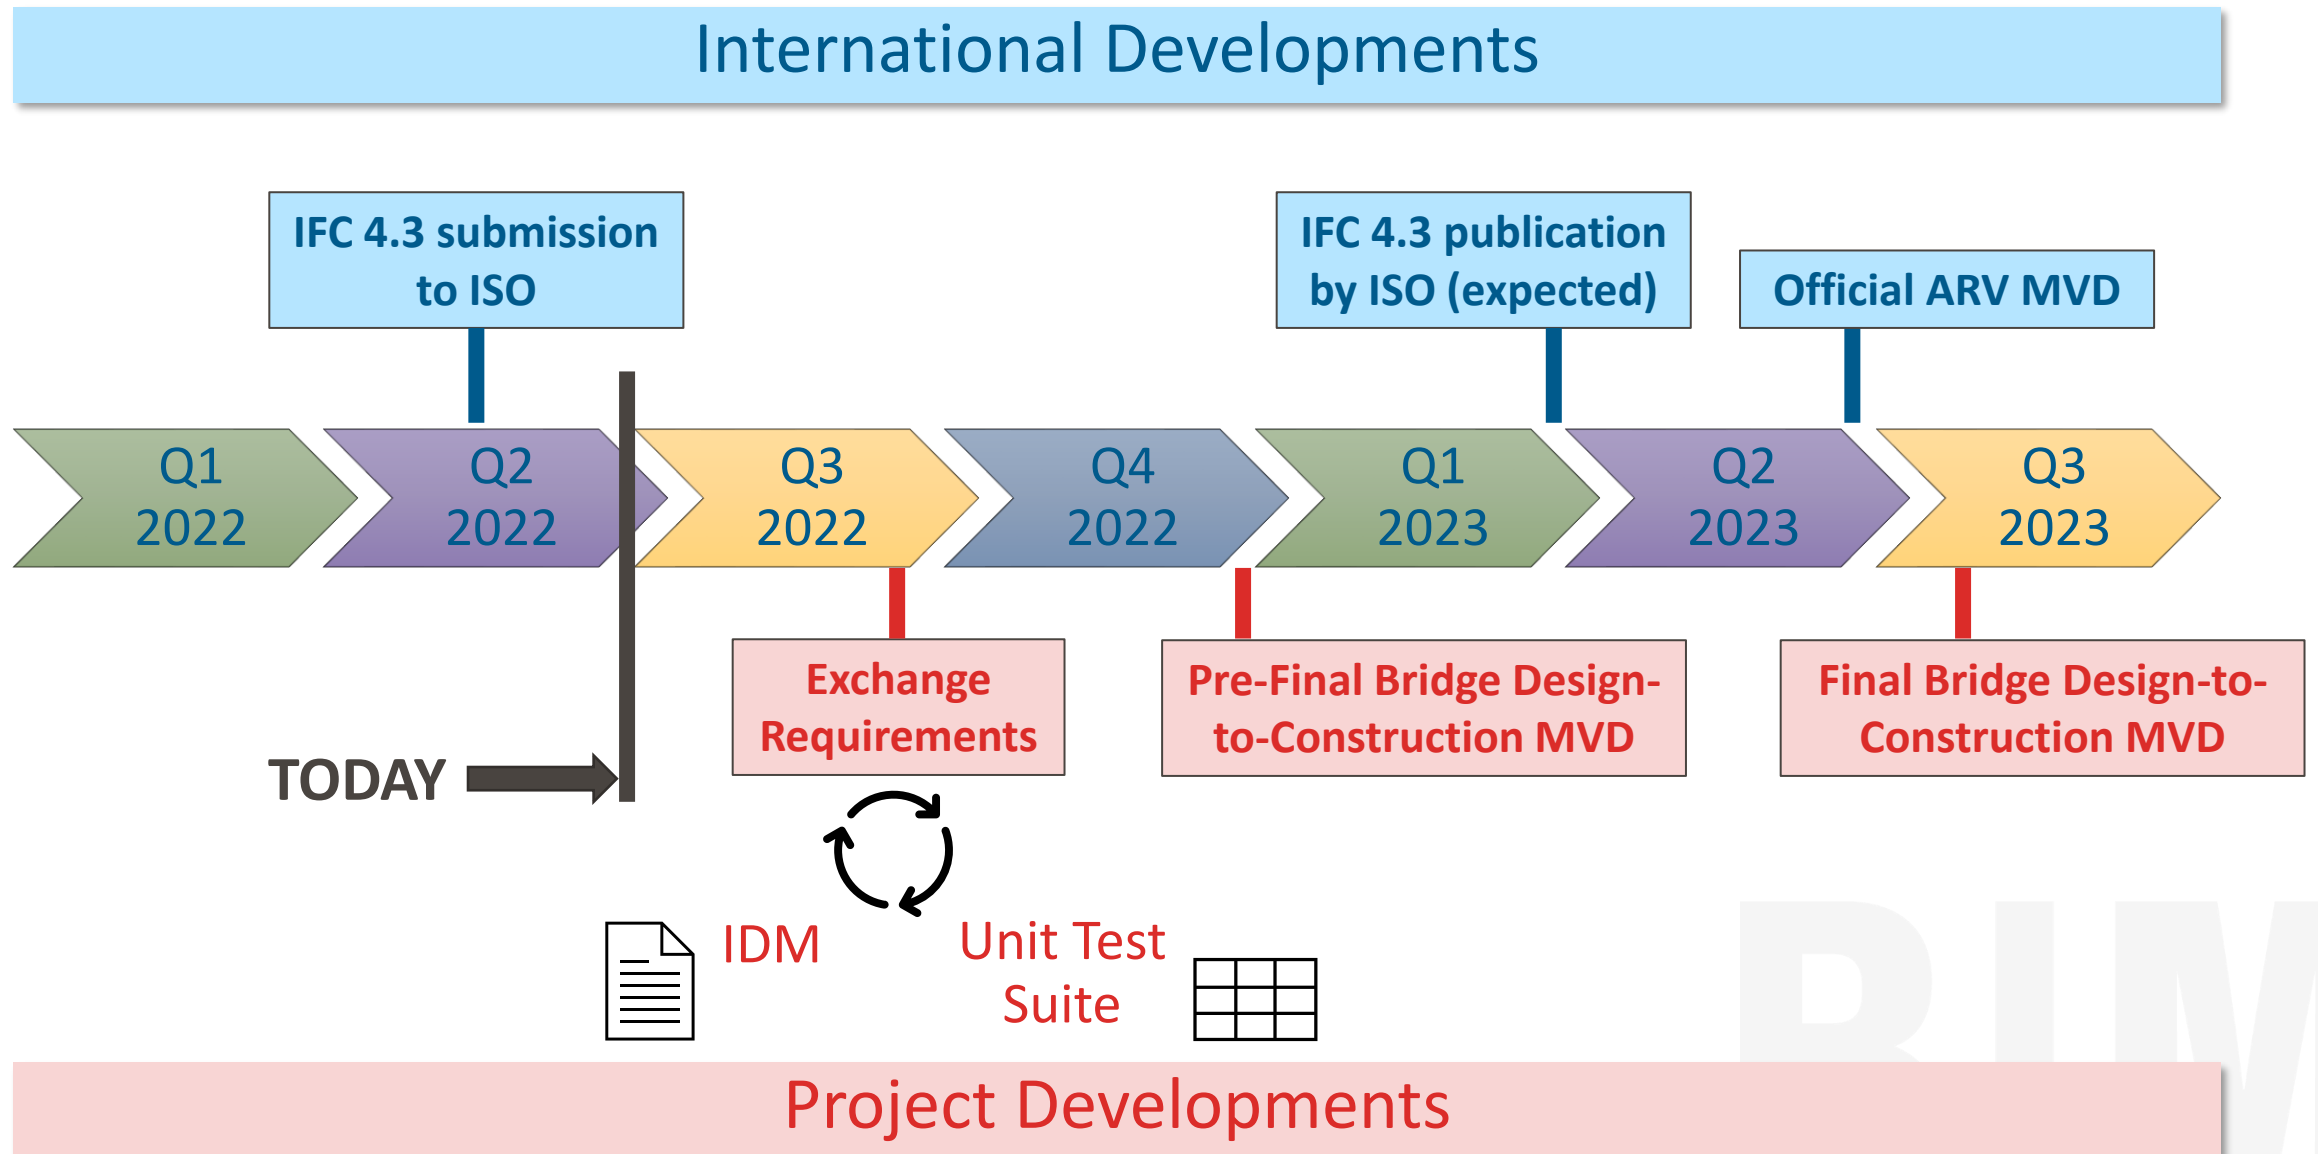 International Developments
IFC 4.3 submission
to ISO
IFC 4.3 publication
by ISO (expected)
Official ARV MVD
Q1
2022
Q2
2022
Q3
2022
Q4
2022
Q1
2023
Q2
2023
Q3
2023
Exchange
Requirements
Pre-Final Bridge Design-
to-Construction MVD
Final Bridge Design-to-
Construction MVD
TODAY
IDM
Unit Test
Suite
BIM
Project Developments